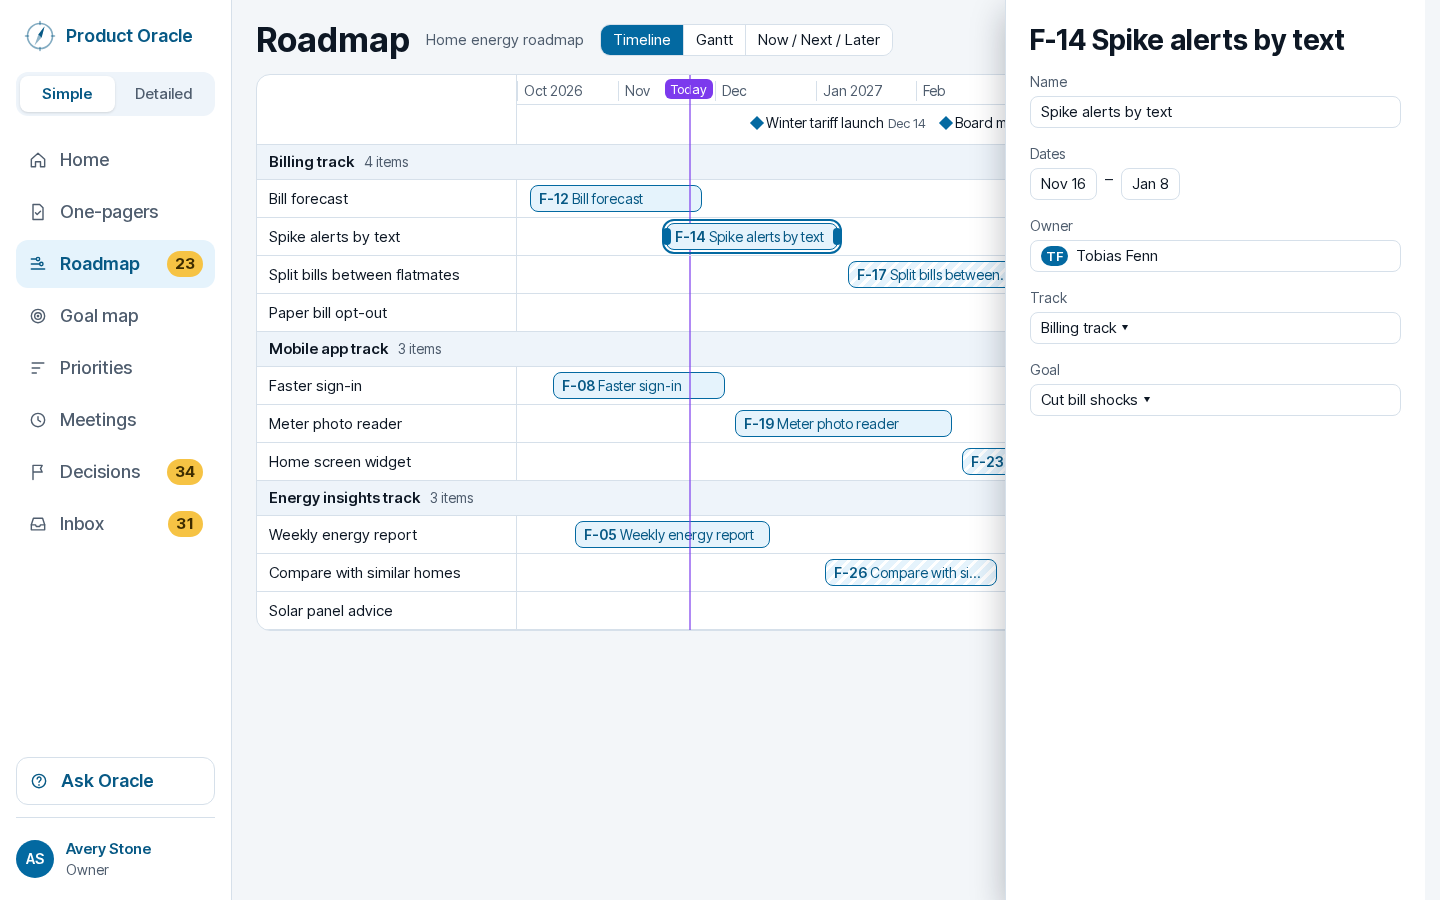 Product Oracle
Simple Detailed
Home
One-pagers
Roadmap 23
Goal map
Priorities
Meetings
Decisions 34
Inbox 31
Ask Oracle
AS Avery Stone
Owner
Roadmap Home energy roadmap Timeline Gantt Now / Next / Later
Oct 2026 Nov Today Dec Jan 2027 Feb
Winter tariff launch Dec 14 Board m
Billing track 4 items
Bill forecast F-12 Bill forecast
Spike alerts by text F-14 Spike alerts by text
Split bills between flatmates F-17 Split bills between.
Paper bill opt-out
Mobile app track 3 items
Faster sign-in F-08 Faster sign-in
Meter photo reader F-19 Meter photo reader
Home screen widget F-23
Energy insights track 3 items
Weekly energy report F-05 Weekly energy report
Compare with similar homes F-26 Compare with si...
Solar panel advice
F-14 Spike alerts by text
Name
Spike alerts by text
Dates
Nov 16 – Jan 8
Owner
TF Tobias Fenn
Track
Billing track
Goal
Cut bill shocks